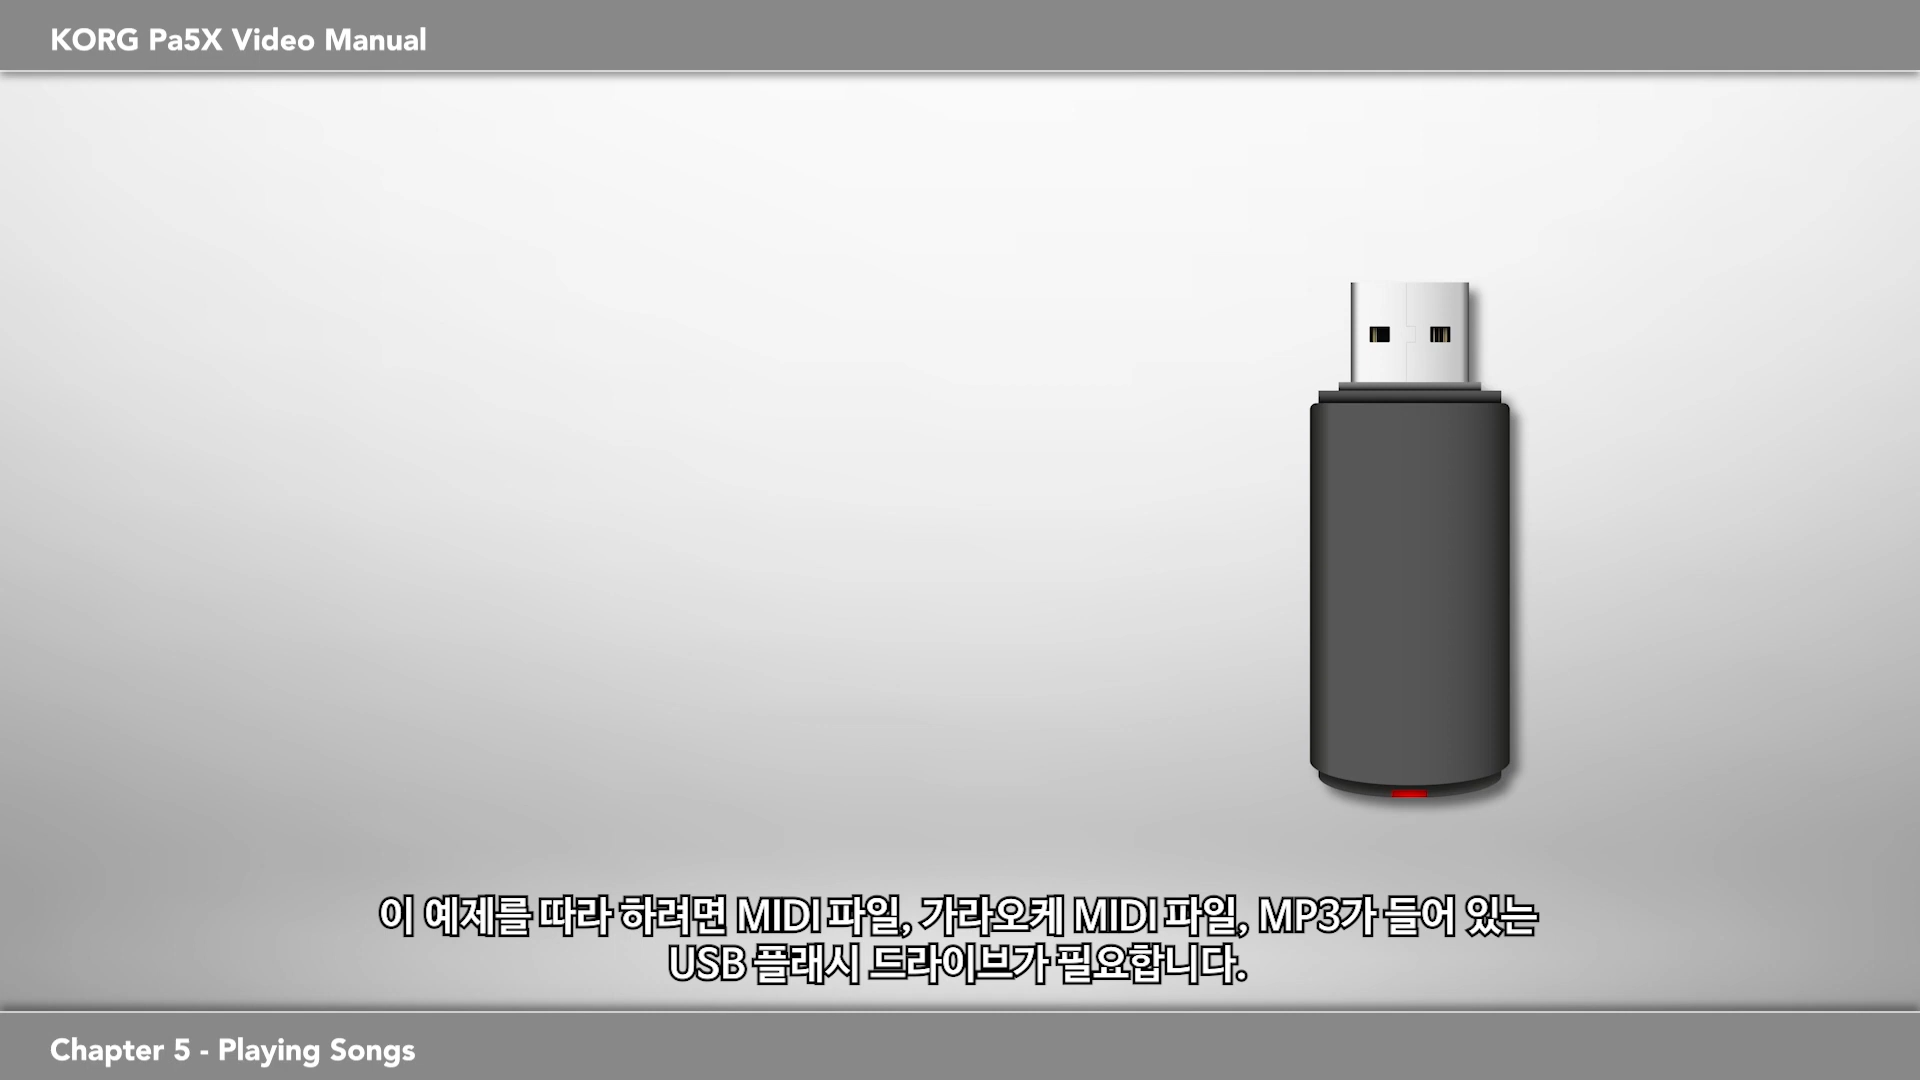 KORG Pa5X Video Manual
이 예제를 따라 하려면 MIDI 파일, 가라오케 MIDI 파일, MP3가 들어 있는
USB 플래시 드라이브가 필요합니다.
Chapter 5 - Playing Songs